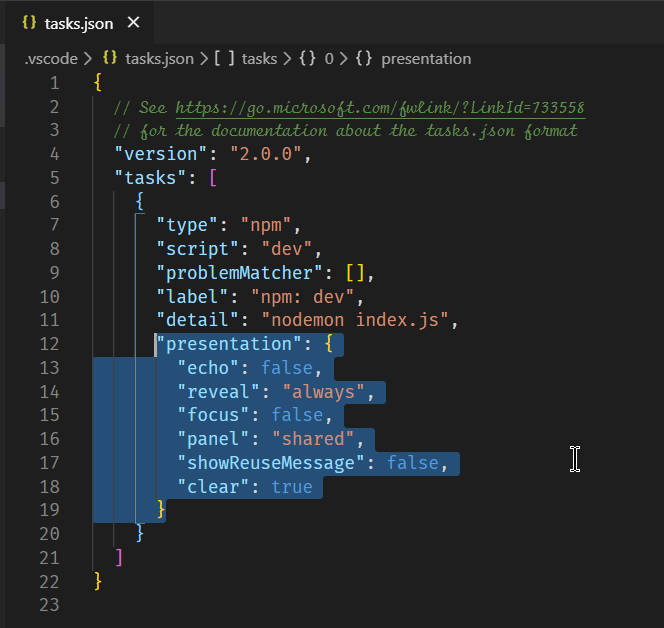 {} tasks.json ×
.vscode > {} tasks.json > [ ] tasks > {} 0 > {} presentation
1 {
2 // See https://go.microsoft.com/fwlink/?LinkId=733558
3 // for the documentation about the tasks.json format
4 "version": "2.0.0",
5 "tasks": [
6 {
7 "type": "npm",
8 "script": "dev",
9 "problemMatcher": [],
10 "label": "npm: dev",
11 "detail": "nodemon index.js",
12 "presentation": {
13 "echo": false,
14 "reveal": "always",
15 "focus": false,
16 "panel": "shared",
17 "showReuseMessage": false,
18 "clear": true
19 }
20 }
21 ]
22 }
23